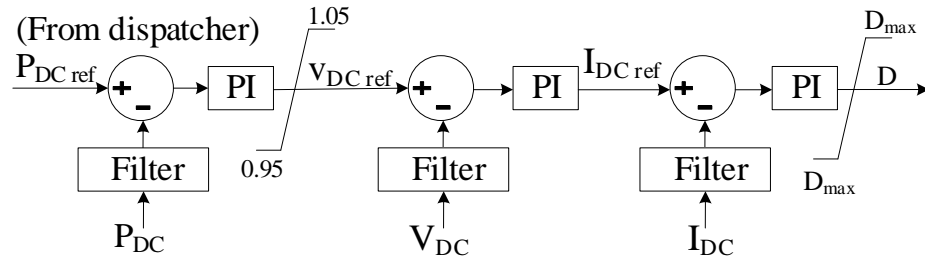 (From dispatcher)
1.05
D_max
P_DC ref
+
-
PI
v_DC ref
+
-
PI
I_DC ref
+
-
PI
D
Filter
0.95
Filter
Filter
D_max
P_DC
V_DC
I_DC